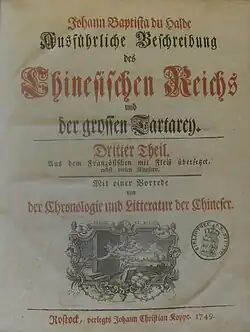 Johann Baptista du Halde
Ausführliche Beschreibung
des
Chinesischen Reichs
und
der grossen Tartarey.
Dritter Theil.
Aus dem Französischen mit Fleiß übersetzet,
nebst vielen Kupfern.
Mit einer Vorrede
von
der Chronologie und Litteratur der Chineser.
Rostock, verlegts Johann Christian Koppe. 1749.